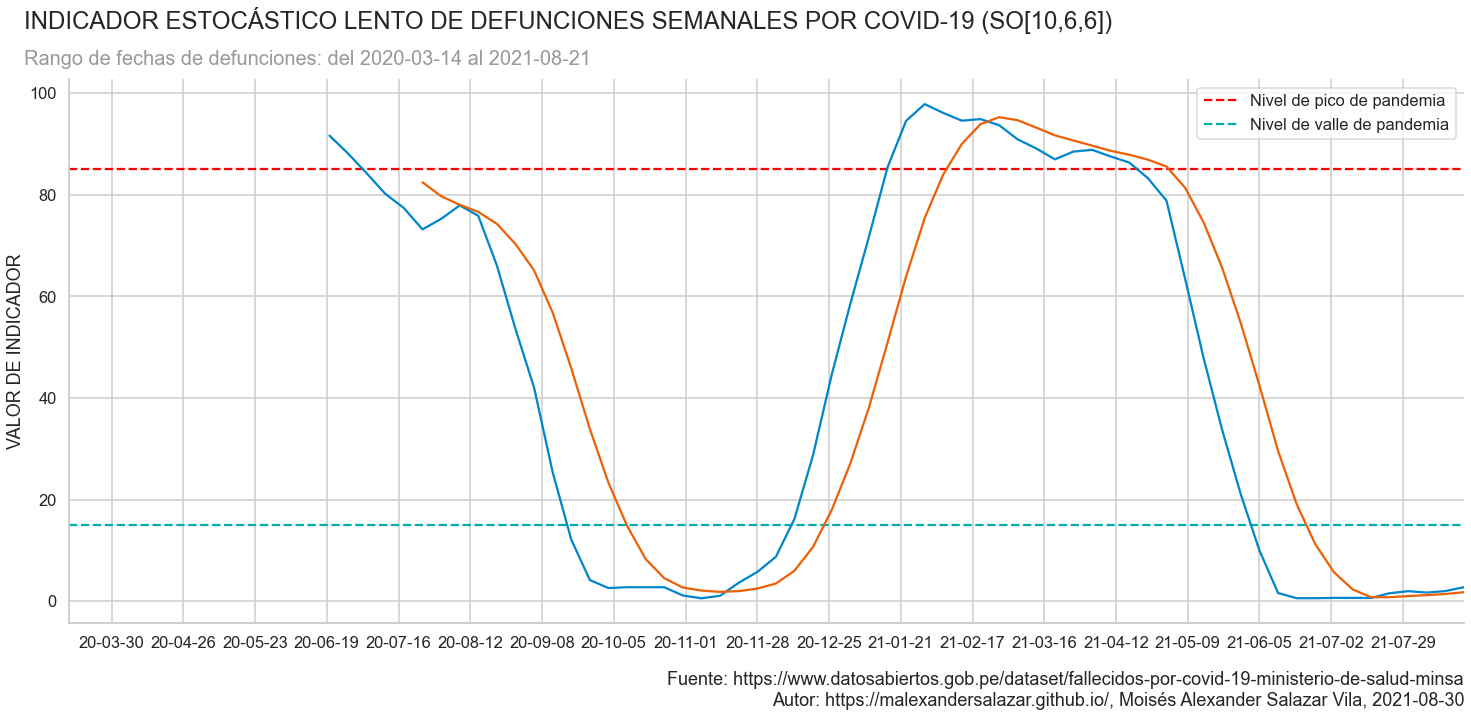 INDICADOR ESTOCÁSTICO LENTO DE DEFUNCIONES SEMANALES POR COVID-19 (SO[10,6,6])
Rango de fechas de defunciones: del 2020-03-14 al 2021-08-21
Nivel de pico de pandemia
Nivel de valle de pandemia
VALOR DE INDICADOR
100
80
60
40
20
0
20-03-30 20-04-26 20-05-23 20-06-19 20-07-16 20-08-12 20-09-08 20-10-05 20-11-01 20-11-28 20-12-25 21-01-21 21-02-17 21-03-16 21-04-12 21-05-09 21-06-05 21-07-02 21-07-29
Fuente: https://www.datosabiertos.gob.pe/dataset/fallecidos-por-covid-19-ministerio-de-salud-minsa
Autor: https://malexandersalazar.github.io/, Moisés Alexander Salazar Vila, 2021-08-30